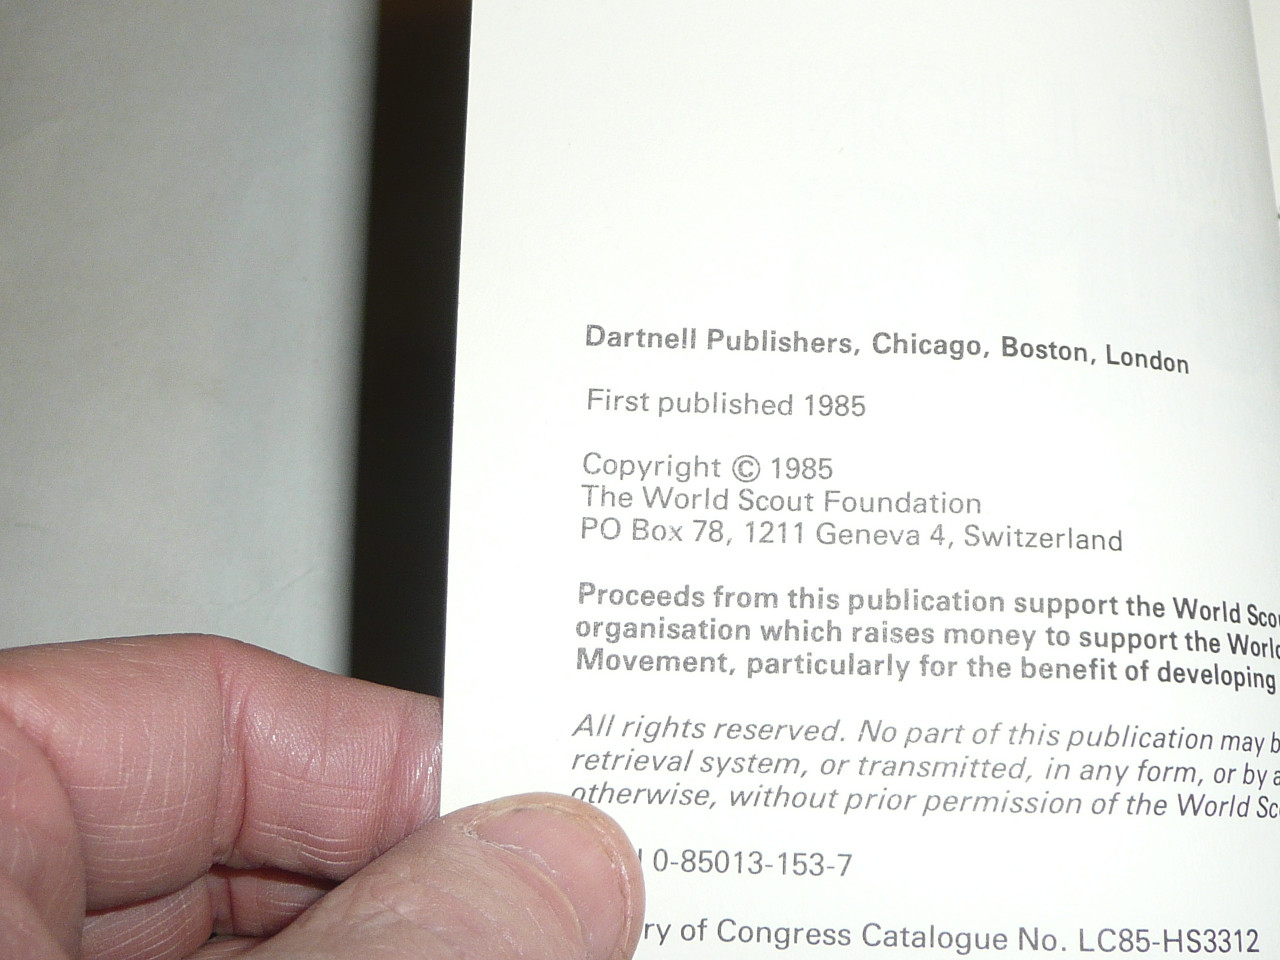 Dartnell Publishers, Chicago, Boston, London
First published 1985
Copyright © 1985
The World Scout Foundation
PO Box 78, 1211 Geneva 4, Switzerland
Proceeds from this publication support the World
organisation which raises money to support the World
Movement, particularly for the benefit of developing
All rights reserved. No part of this publication may
retrieval system, or transmitted, in any form, or by
otherwise, without prior permission of the World
0-85013-153-7
of Congress Catalogue No. LC85-HS3312